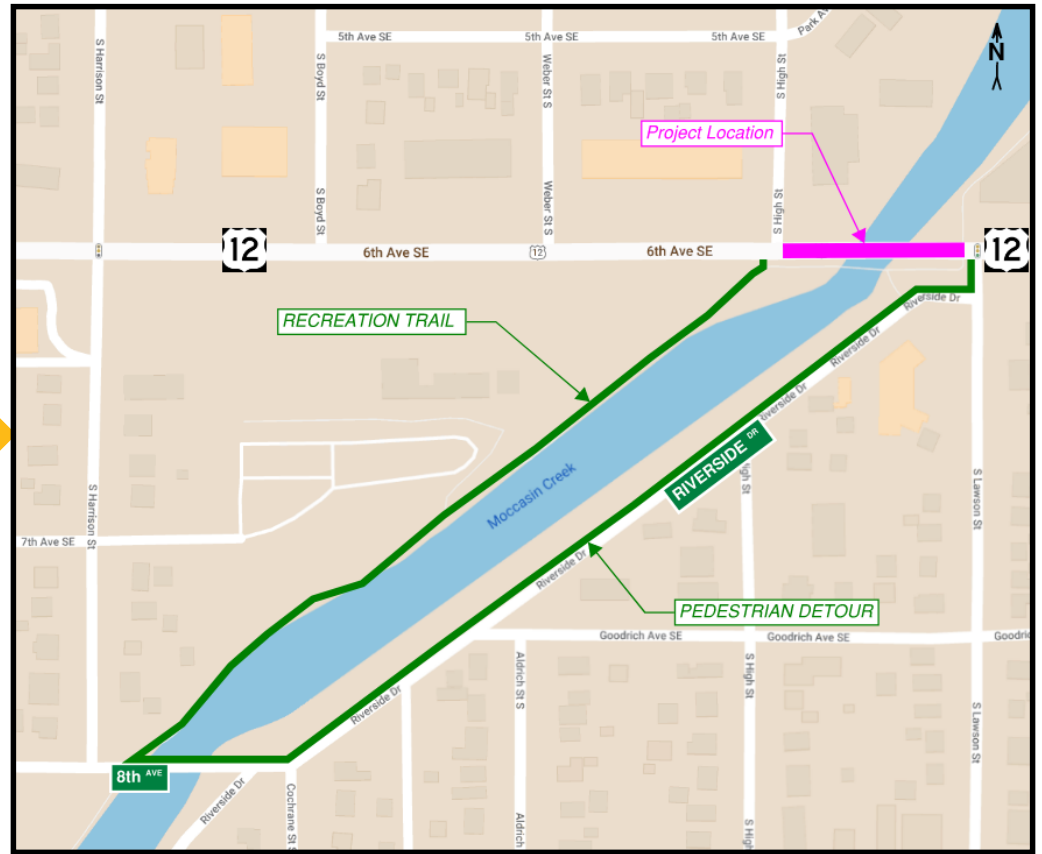 5th Ave SE
5th Ave SE
5th Ave SE
Park Av
N
S Harrison St
S Boyd St
Weber St S
S High St
Project Location
S Boyd St
Weber St S
S High St
12
6th Ave SE
12
6th Ave SE
12
Riverside Dr
RECREATION TRAIL
Riverside Dr
Riverside Dr
RIVERSIDE DR
Moccasin Creek
S Harrison St
igh St
S Lawson St
7th Ave SE
Riverside Dr
PEDESTRIAN DETOUR
Goodrich Ave SE
Goodrich Ave SE
Goodric
Aldrich St S
S High St
Riverside Dr
S Lawson St
8th AVE
Riverside Dr
Cochrane St S
Aldrich
S High